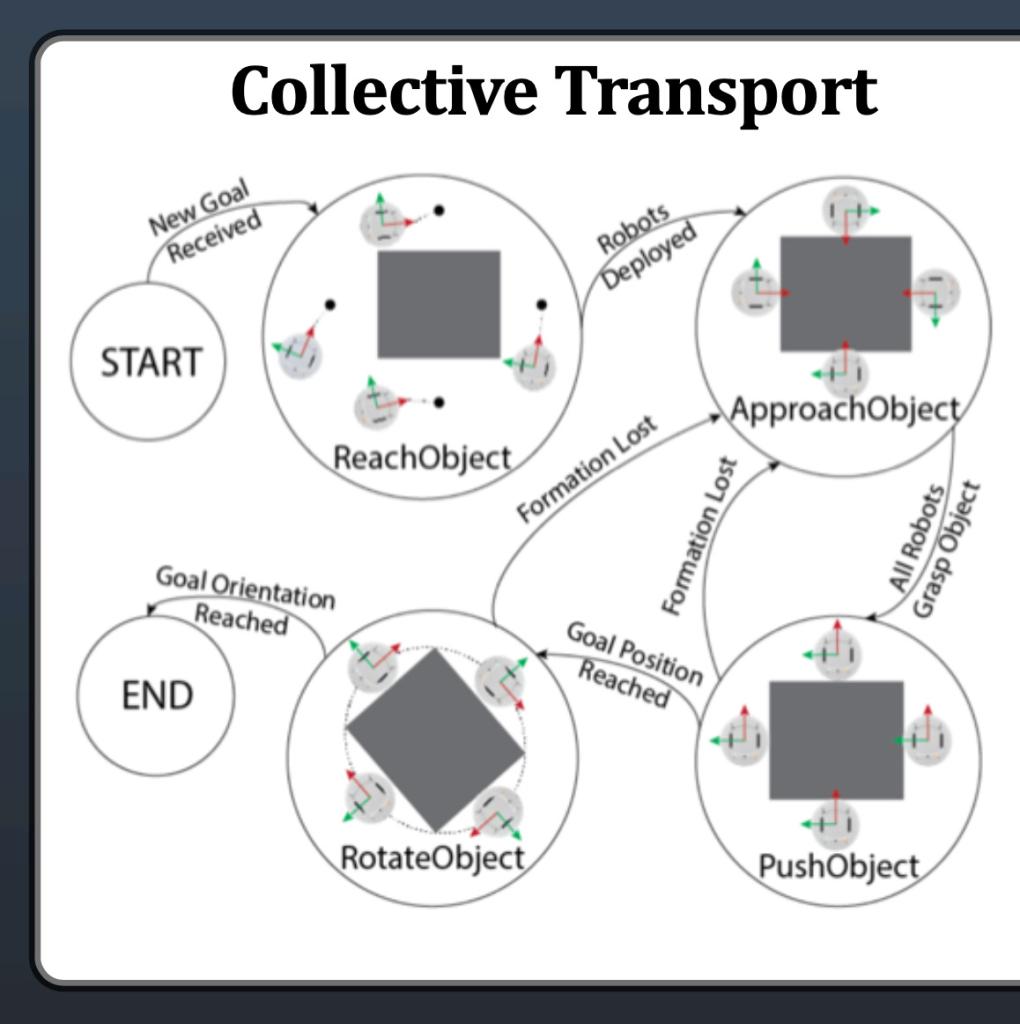 Collective Transport
New Goal
Received
START
ReachObject
Robots
Deployed
ApproachObject
Formation Lost
Formation Lost
All Robots
Grasp Object
Goal Orientation
Reached
END
RotateObject
Goal Position
Reached
PushObject